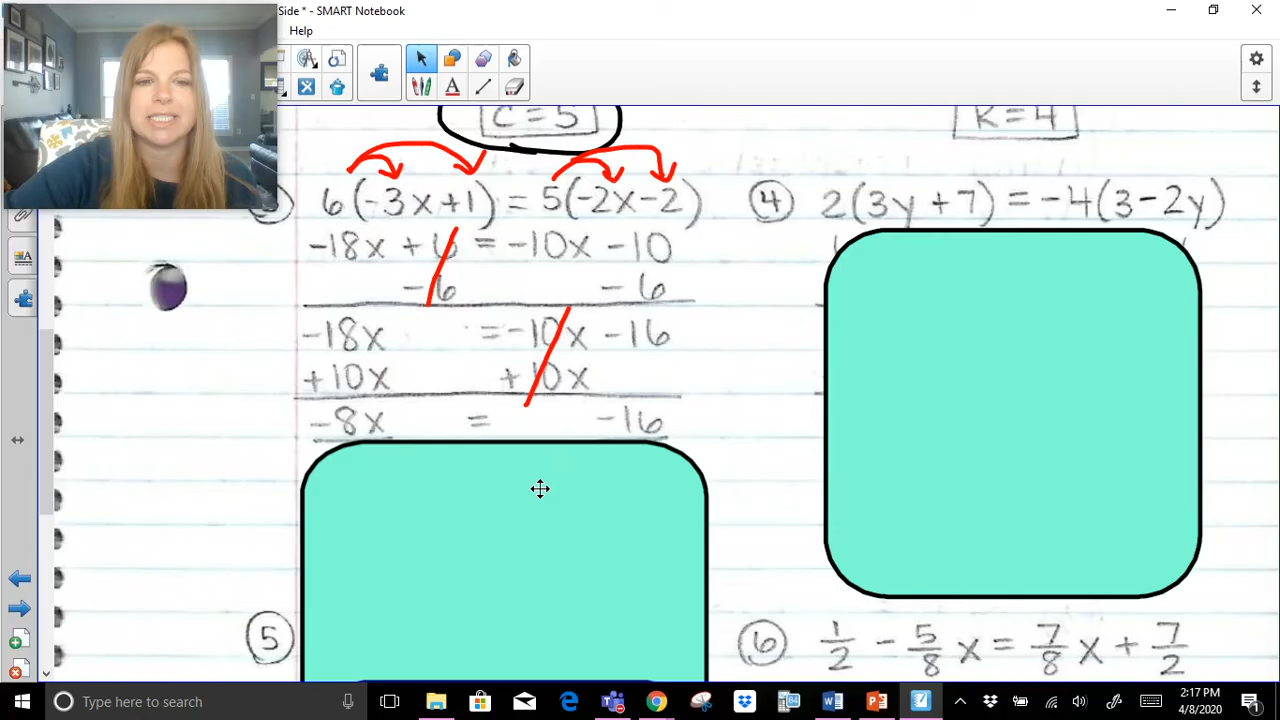 Side * - SMART Notebook
Help
C = 5
K = 4
6(-3x+1) = 5(-2x-2)
-18x + 6 = -10x -10
-6 -6
-18x = -10x -16
+10x +10x
-8x = -16
④ 2(3y + 7) = -4(3-2y)
⑤
⑥ 1/2 - 5/8 x = 7/8 x + 7/2
Type here to search
2:17 PM
4/8/2020